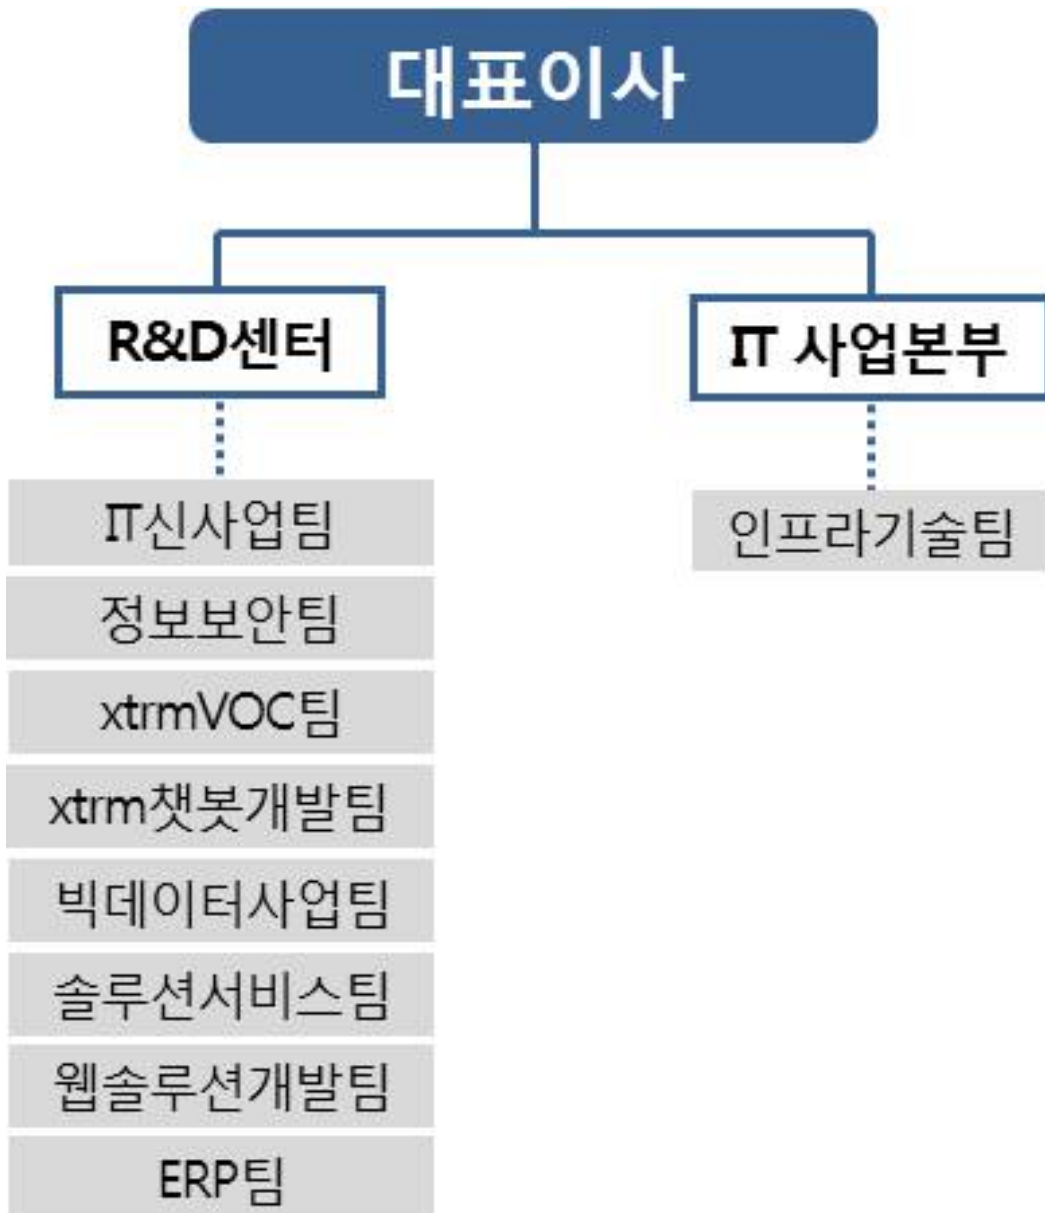 대표이사
R&D센터
IT 사업본부
IT신사업팀
정보보안팀
xtrmVOC팀
xtrm챗봇개발팀
빅데이터사업팀
솔루션서비스팀
웹솔루션개발팀
ERP팀
인프라기술팀